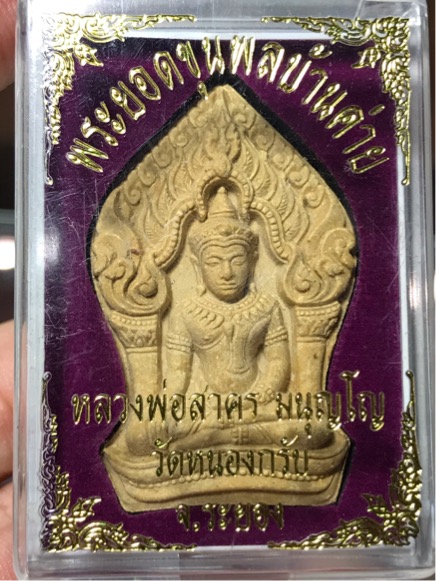 พระยอดขุนพลบ้านค่าย
หลวงพ่อสาคร มนุญโญ
วัดหนองกรับ
จ.ระยอง